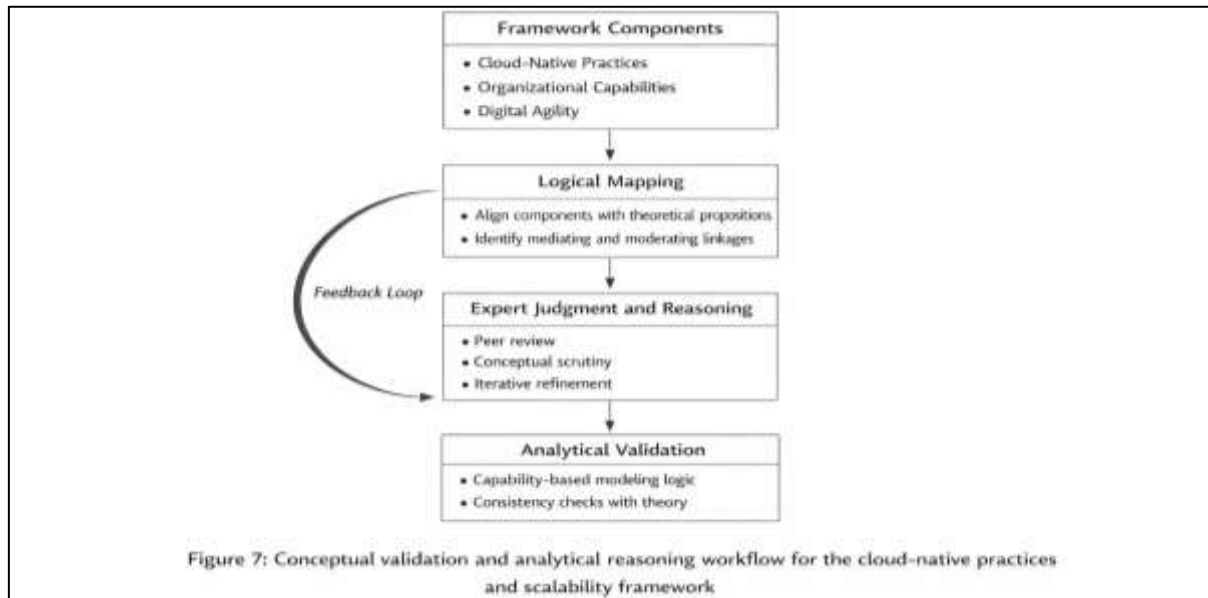 Framework Components
• Cloud-Native Practices
• Organizational Capabilities
• Digital Agility
Logical Mapping
• Align components with theoretical propositions
• Identify mediating and moderating linkages
Feedback Loop
Expert Judgment and Reasoning
• Peer review
• Conceptual scrutiny
• Iterative refinement
Analytical Validation
• Capability-based modeling logic
• Consistency checks with theory
Figure 7: Conceptual validation and analytical reasoning workflow for the cloud-native practices
and scalability framework